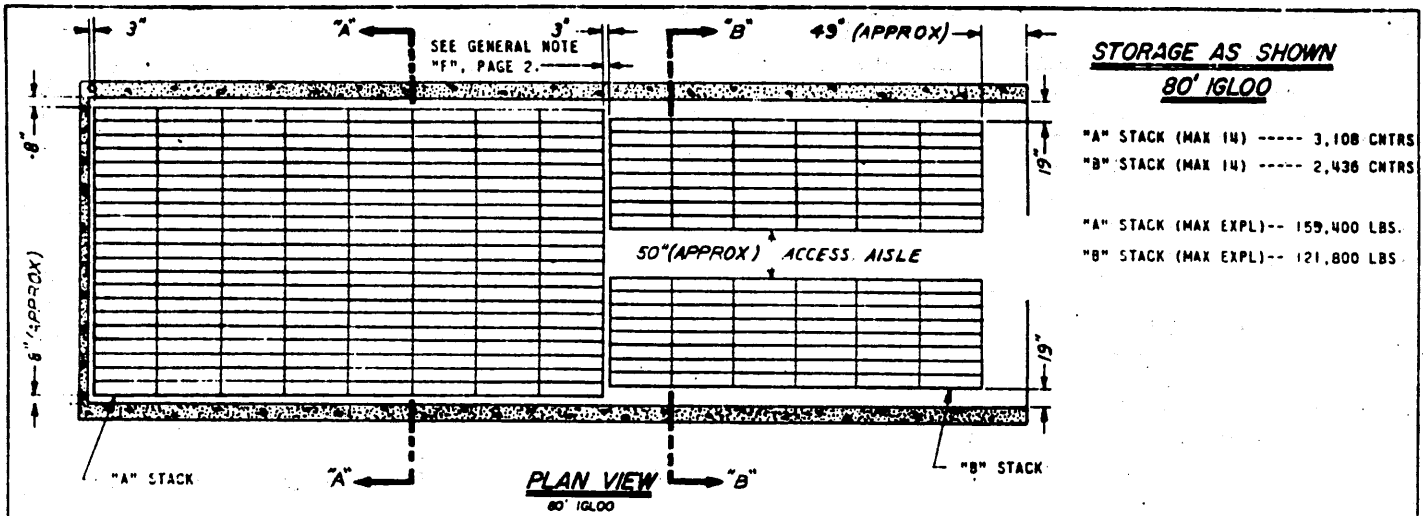 3"
"A"
3"
"B"
49" (APPROX)
SEE GENERAL NOTE
"F", PAGE 2.
STORAGE AS SHOWN
80' IGLOO
"A" STACK (MAX 14) ----- 3,108 CNTRS
"B" STACK (MAX 14) ----- 2,436 CNTRS
"A" STACK (MAX EXPL)-- 159,400 LBS.
"B" STACK (MAX EXPL)-- 121,800 LBS
8"
19"
50"(APPROX) ACCESS AISLE
8" (APPROX)
19"
"A" STACK
"A"
PLAN VIEW
80' IGLOO
"B"
"B" STACK